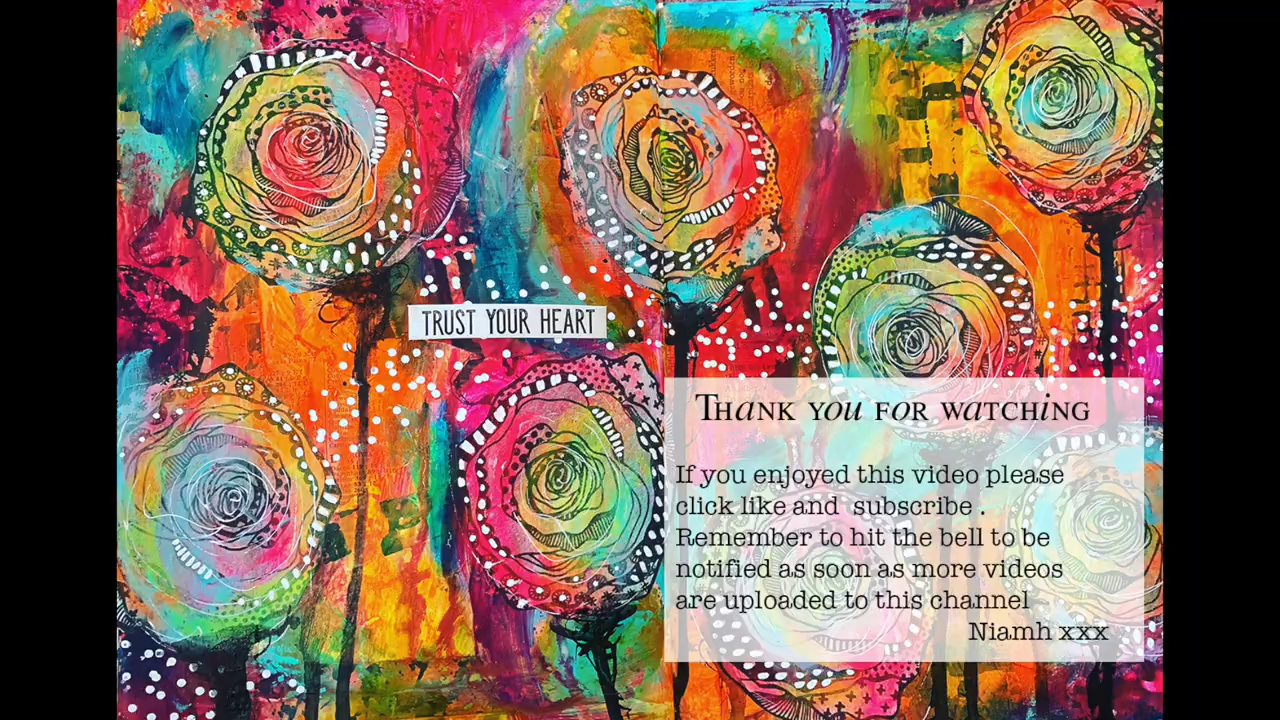 TRUST YOUR HEART
THANK YOU FOR WATCHING
If you enjoyed this video please
click like and subscribe .
Remember to hit the bell to be
notified as soon as more videos
are uploaded to this channel
Niamh xxx